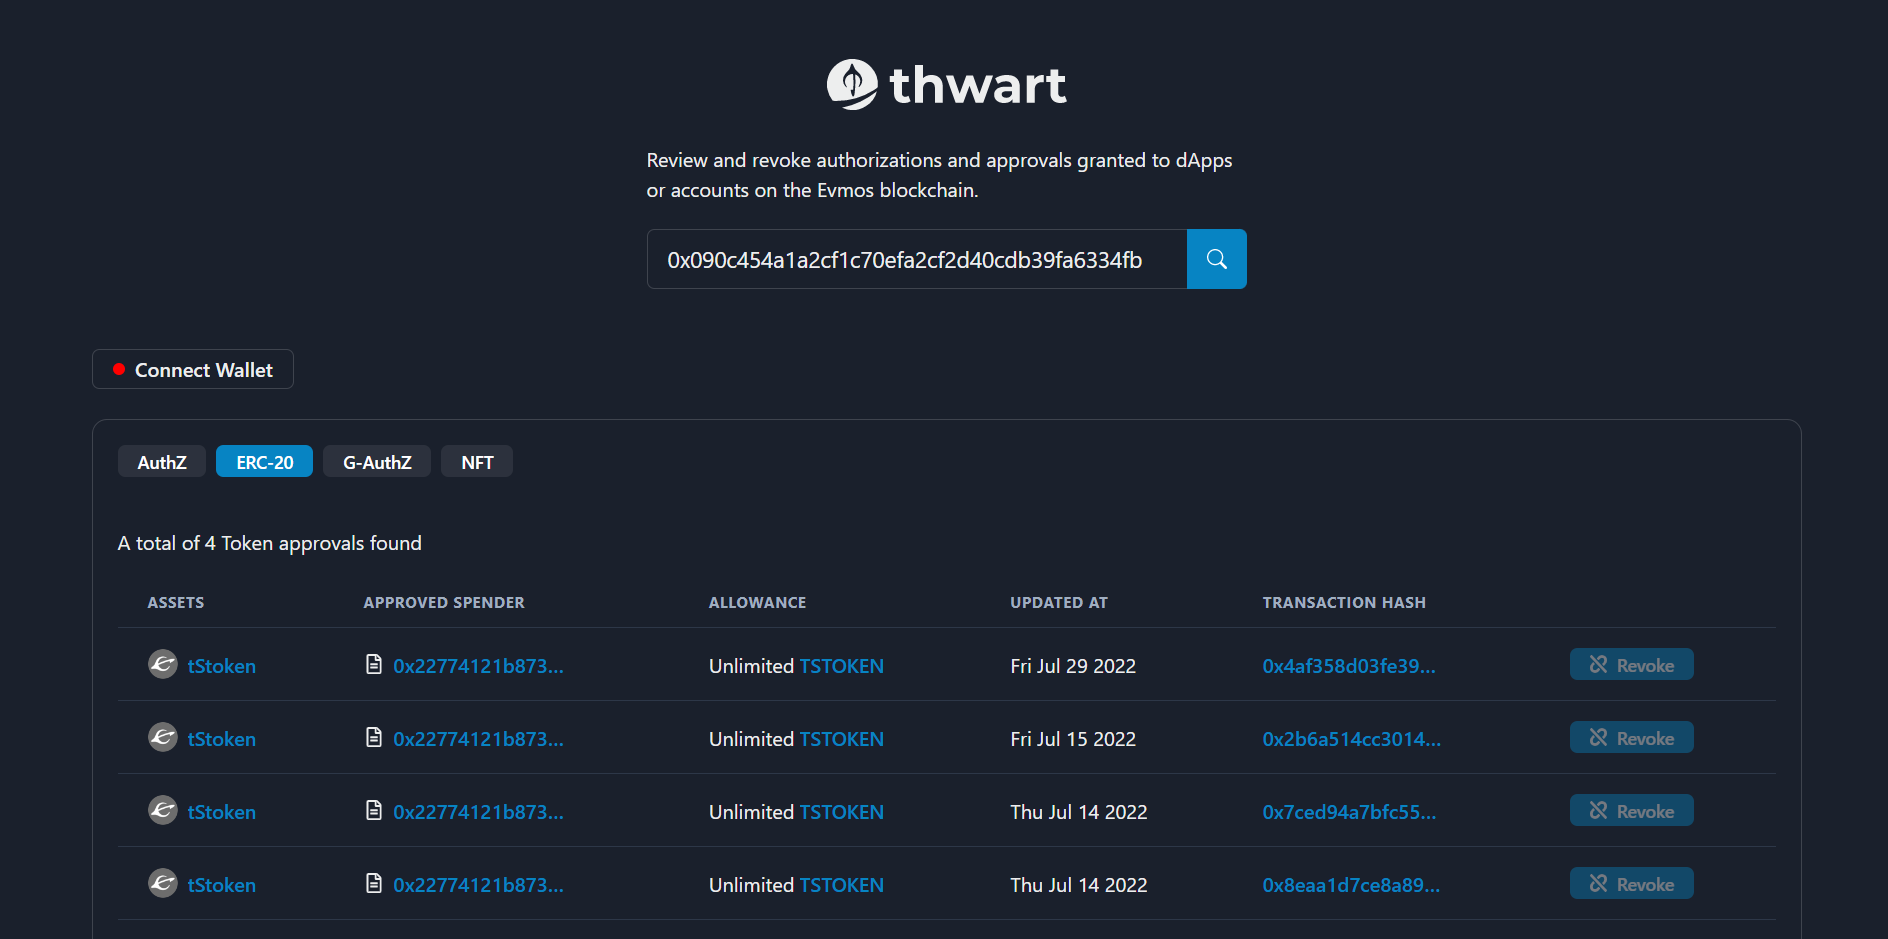 thwart
Review and revoke authorizations and approvals granted to dApps
or accounts on the Evmos blockchain.
0x090c454a1a2cf1c70efa2cf2d40cdb39fa6334fb
Connect Wallet
AuthZ ERC-20 G-AuthZ NFT
A total of 4 Token approvals found
ASSETS APPROVED SPENDER ALLOWANCE UPDATED AT TRANSACTION HASH
tStoken 0x22774121b873... Unlimited TSTOKEN Fri Jul 29 2022 0x4af358d03fe39... Revoke
tStoken 0x22774121b873... Unlimited TSTOKEN Fri Jul 15 2022 0x2b6a514cc3014... Revoke
tStoken 0x22774121b873... Unlimited TSTOKEN Thu Jul 14 2022 0x7ced94a7bfc55... Revoke
tStoken 0x22774121b873... Unlimited TSTOKEN Thu Jul 14 2022 0x8eaa1d7ce8a89... Revoke